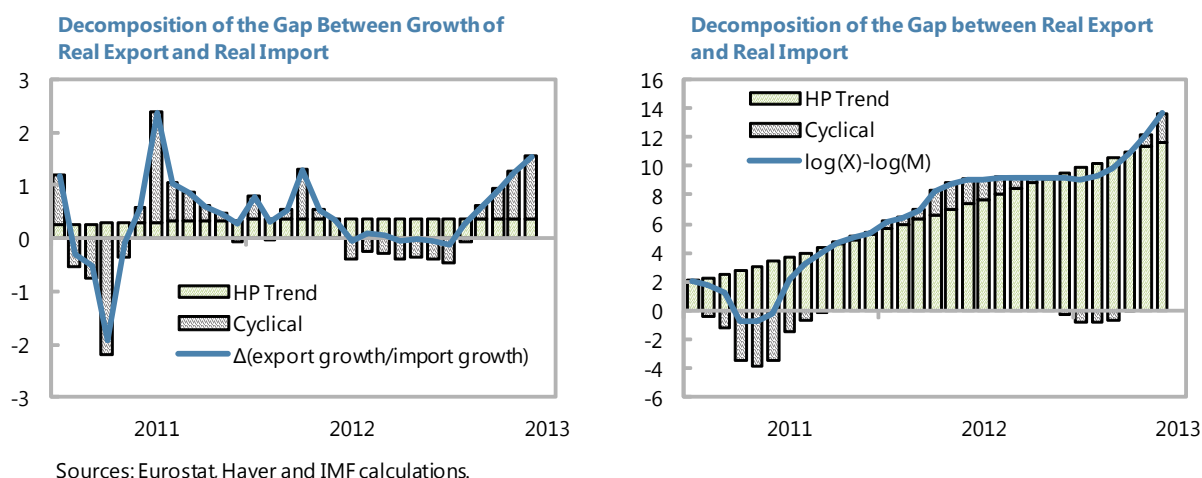 Decomposition of the Gap Between Growth of
Real Export and Real Import
3
2
1
0
-1
-2
-3
HP Trend
Cyclical
Δ(export growth/import growth)
2011
2012
2013
Decomposition of the Gap between Real Export
and Real Import
16
14
12
10
8
6
4
2
0
-2
-4
-6
HP Trend
Cyclical
log(X)-log(M)
2011
2012
2013
Sources: Eurostat, Haver and IMF calculations.